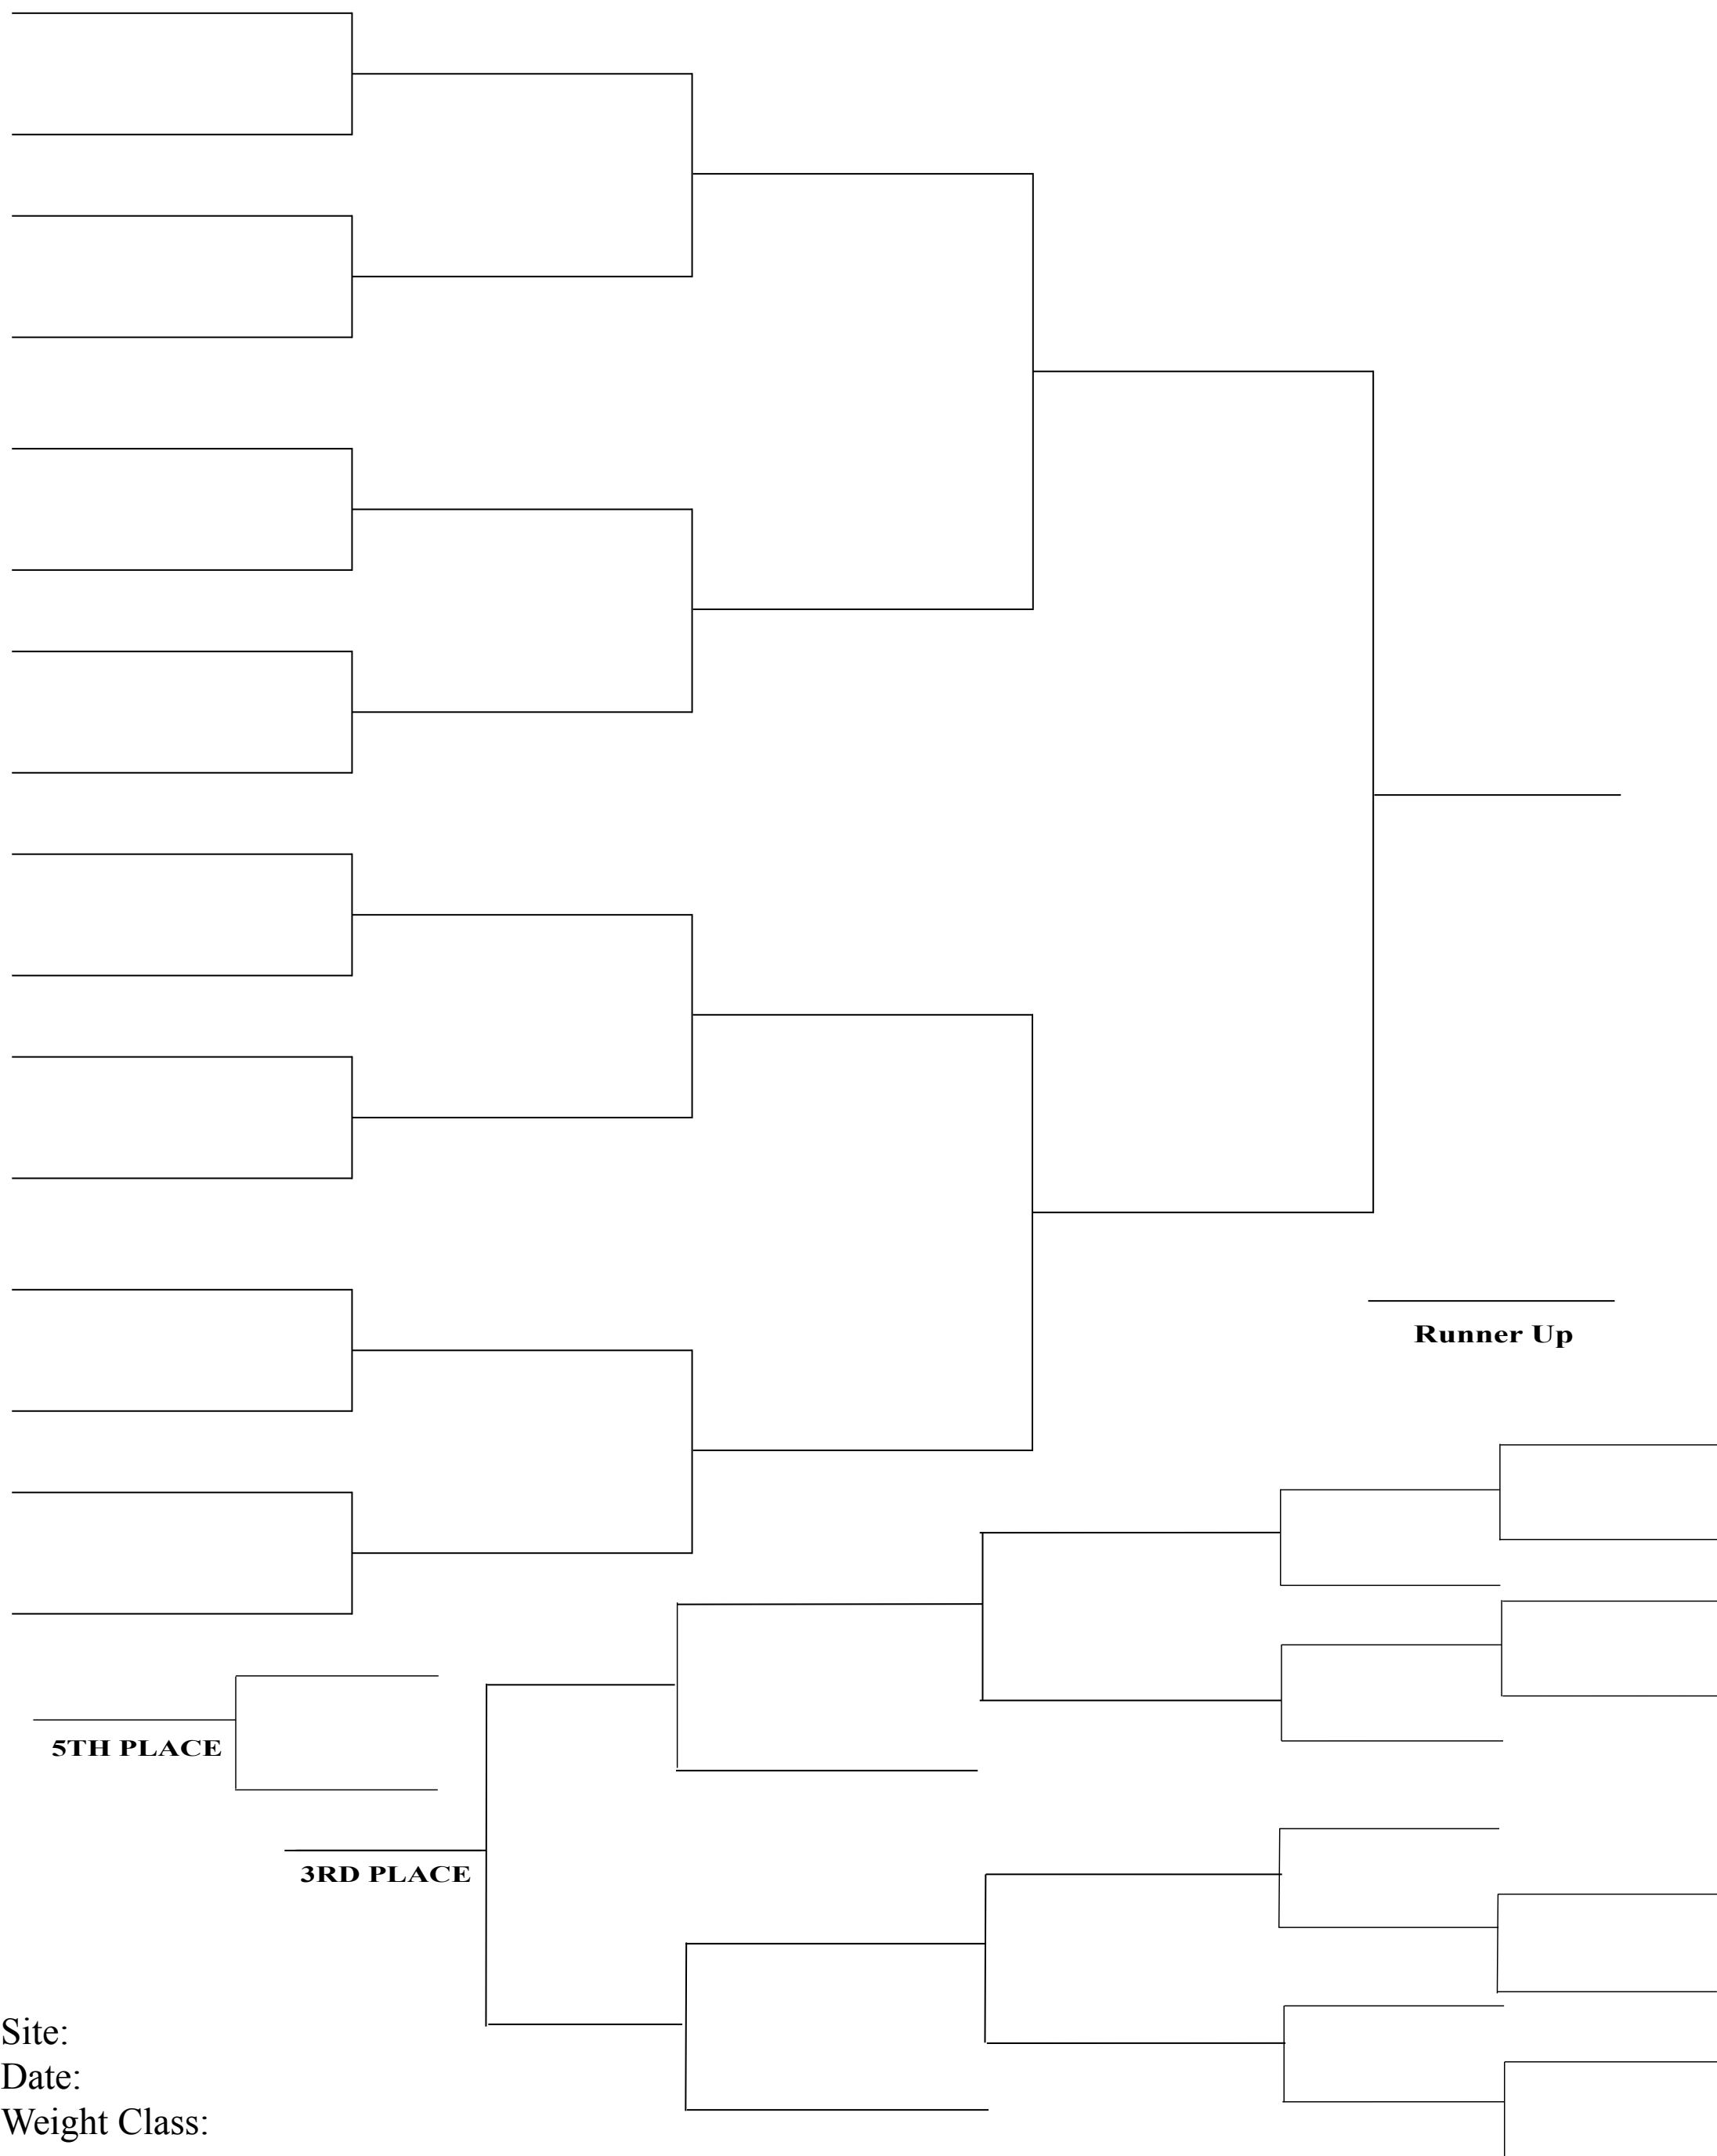 Runner Up
5TH PLACE
3RD PLACE
Site:
Date:
Weight Class: